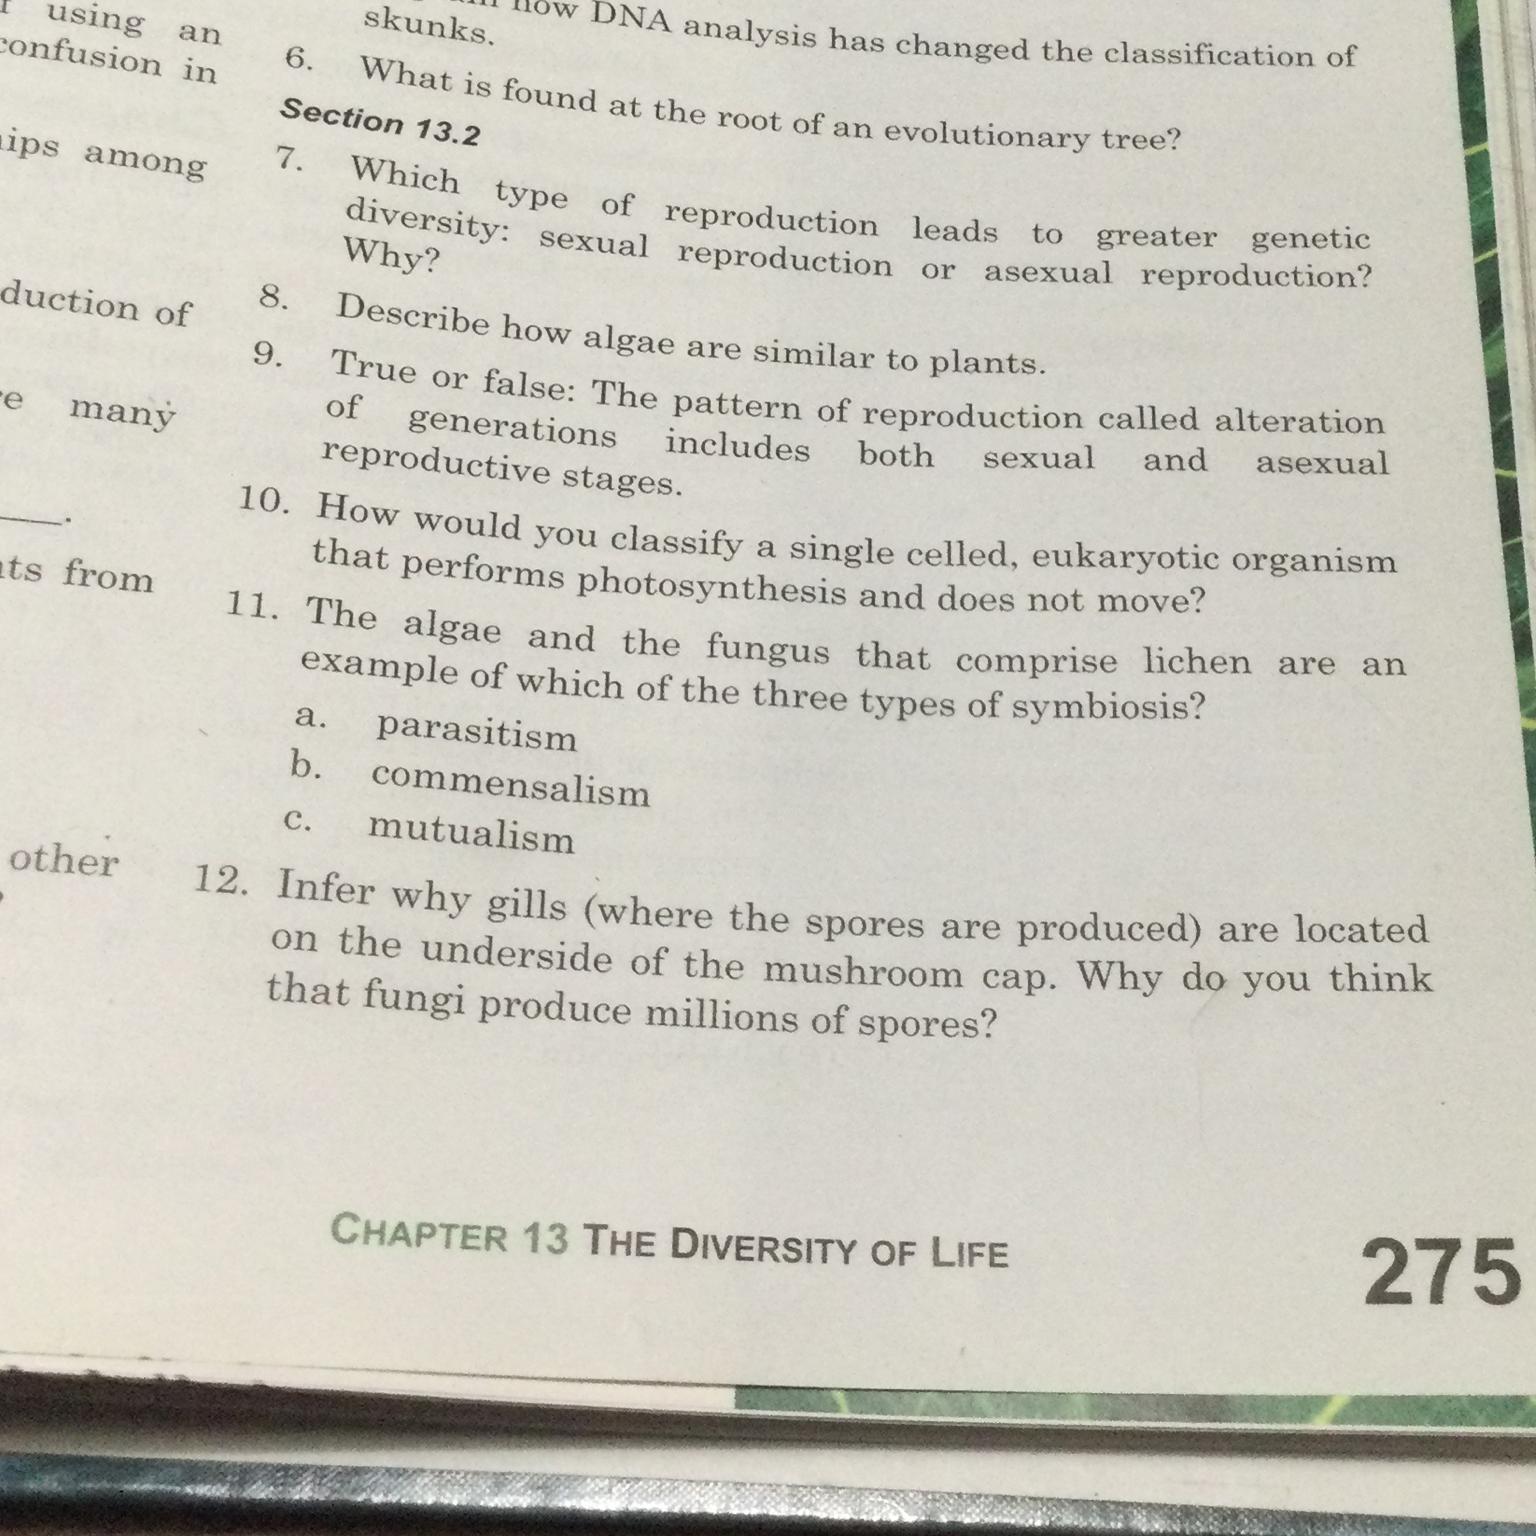 using an
confusion in
ips among
duction of
many
ts from
other
how DNA analysis has changed the classification of
skunks.
6. What is found at the root of an evolutionary tree?
Section 13.2
7. Which type of reproduction leads to greater genetic
diversity: sexual reproduction or asexual reproduction?
Why?
8. Describe how algae are similar to plants.
9. True or false: The pattern of reproduction called alteration
of generations includes both sexual and asexual
reproductive stages.
10. How would you classify a single celled, eukaryotic organism
that performs photosynthesis and does not move?
11. The algae and the fungus that comprise lichen are an
example of which of the three types of symbiosis?
a. parasitism
b. commensalism
c. mutualism
12. Infer why gills (where the spores are produced) are located
on the underside of the mushroom cap. Why do you think
that fungi produce millions of spores?
CHAPTER 13 THE DIVERSITY OF LIFE
275